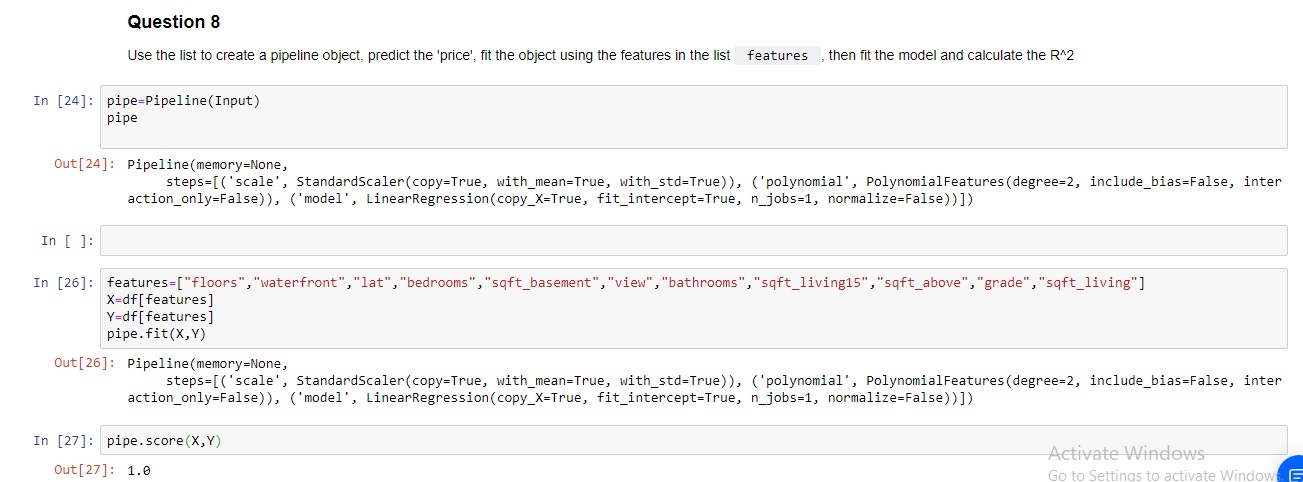 Question 8
Use the list to create a pipeline object, predict the 'price', fit the object using the features in the list features , then fit the model and calculate the R^2
In [24]: pipe=Pipeline(Input)
pipe
Out[24]: Pipeline(memory=None,
steps=[('scale', StandardScaler(copy=True, with_mean=True, with_std=True)), ('polynomial', PolynomialFeatures(degree=2, include_bias=False, inter
action_only=False)), ('model', LinearRegression(copy_X=True, fit_intercept=True, n_jobs=1, normalize=False))])
In [ ]:
In [26]: features=["floors","waterfront","lat","bedrooms","sqft_basement","view","bathrooms","sqft_living15","sqft_above","grade","sqft_living"]
X=df[features]
Y=df[features]
pipe.fit(X,Y)
Out[26]: Pipeline(memory=None,
steps=[('scale', StandardScaler(copy=True, with_mean=True, with_std=True)), ('polynomial', PolynomialFeatures(degree=2, include_bias=False, inter
action_only=False)), ('model', LinearRegression(copy_X=True, fit_intercept=True, n_jobs=1, normalize=False))])
In [27]: pipe.score(X,Y)
Out[27]: 1.0
Activate Windows
Go to Settings to activate Windows.